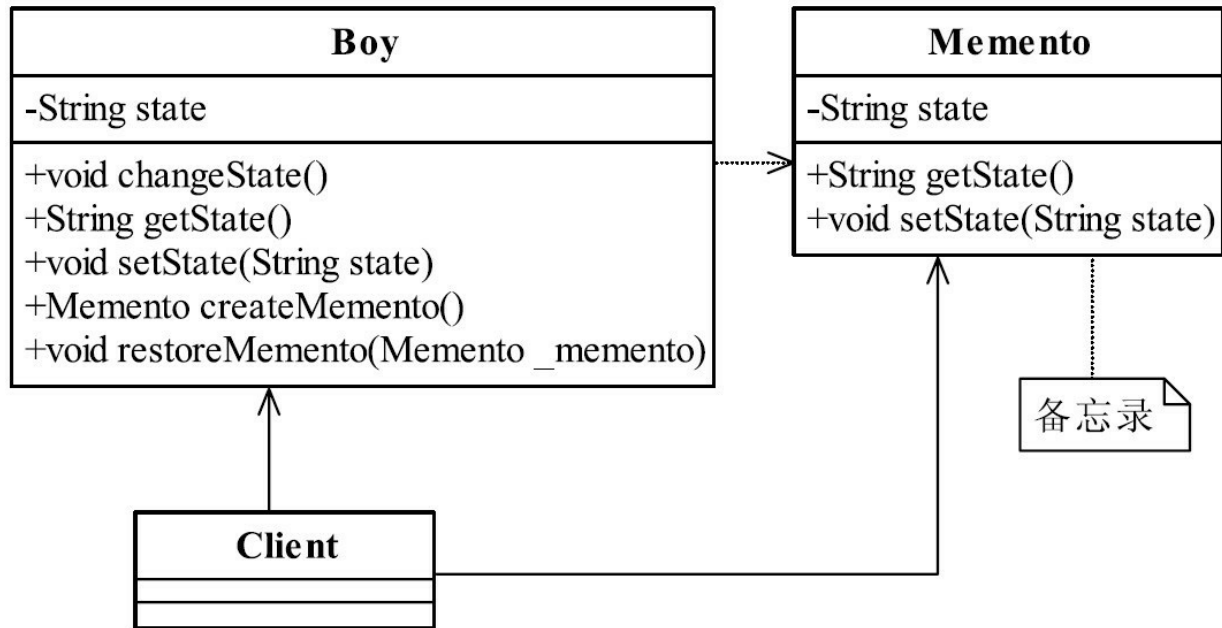 Boy
-String state
+void changeState()
+String getState()
+void setState(String state)
+Memento createMemento()
+void restoreMemento(Memento _memento)
Memento
-String state
+String getState()
+void setState(String state)
备忘录
Client